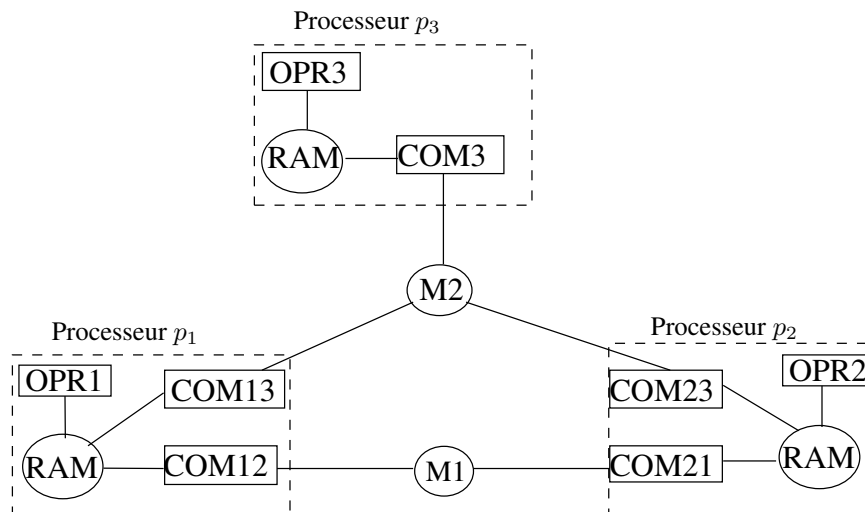 Processeur p3
OPR3
RAM
COM3
M2
Processeur p1
Processeur p2
OPR1
COM13
COM23
OPR2
RAM
COM12
M1
COM21
RAM